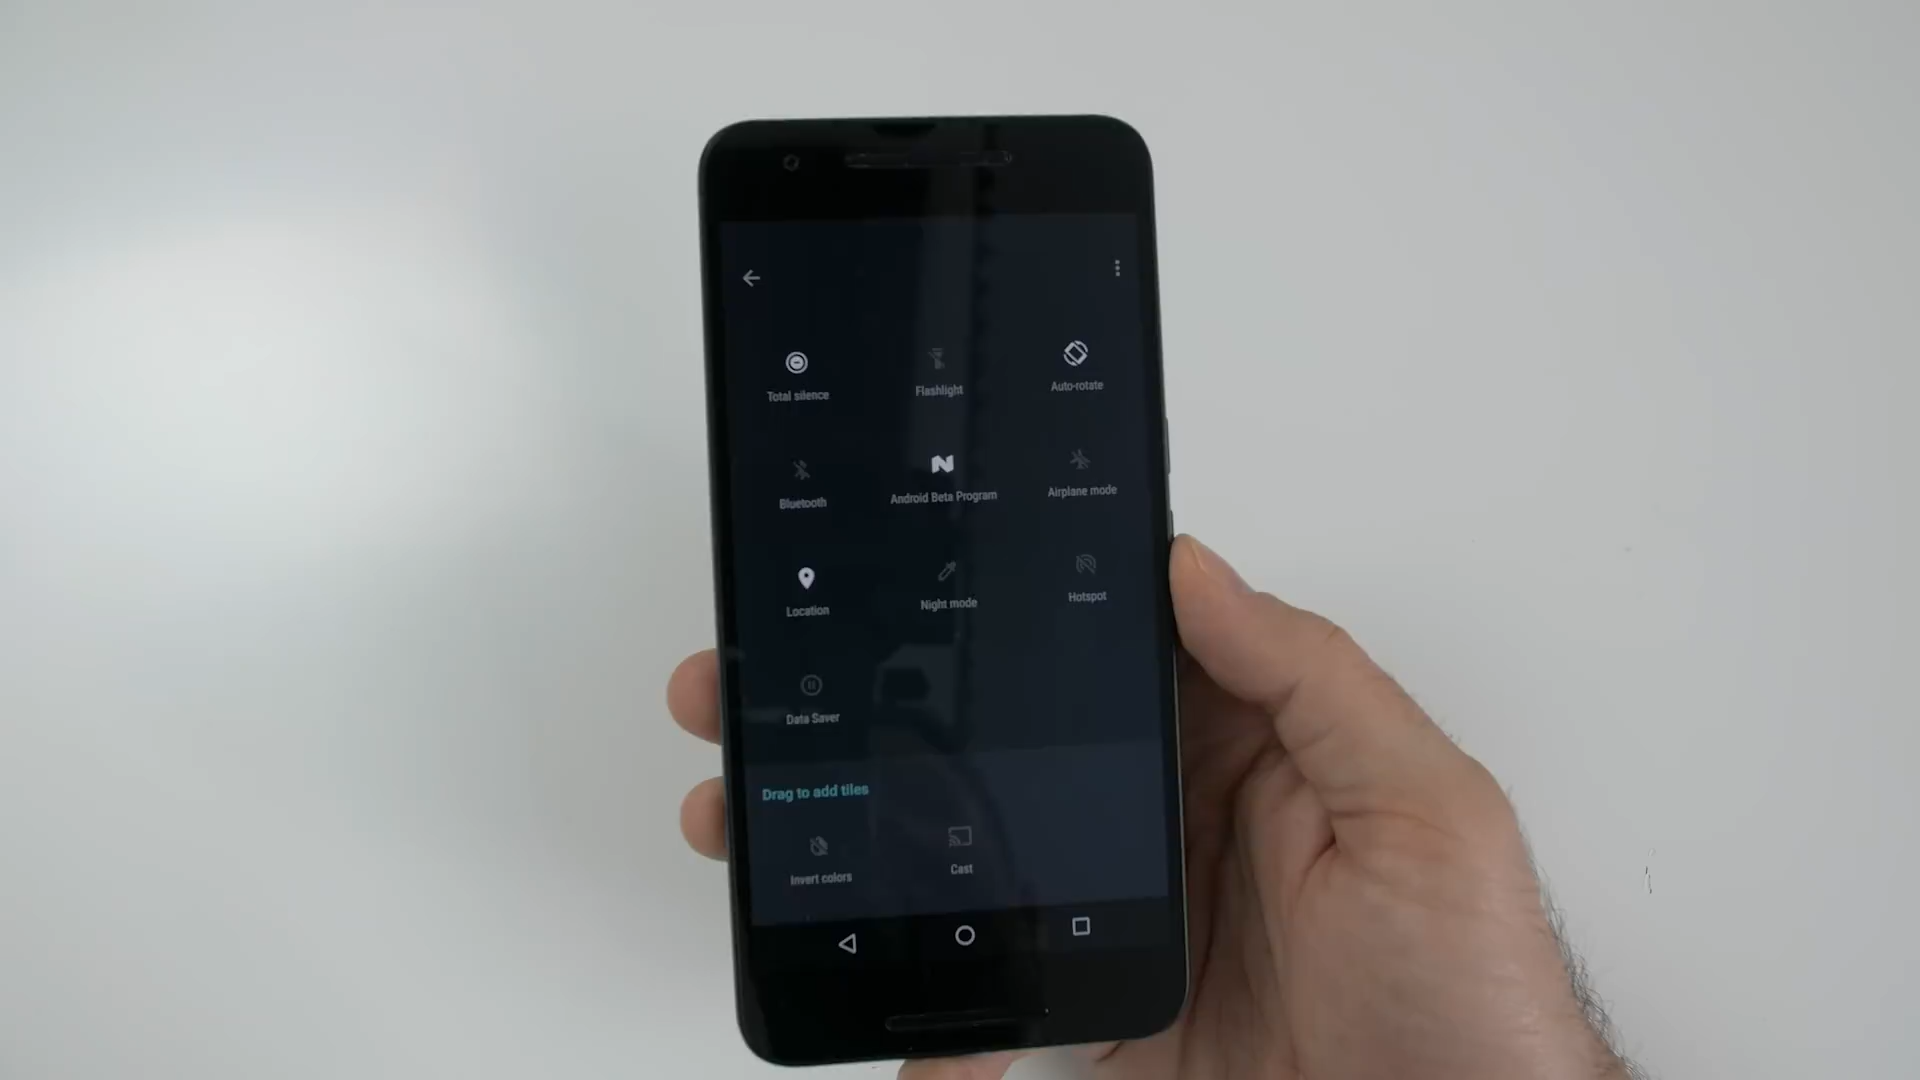 Total silence
Flashlight
Auto-rotate
Bluetooth
Android Beta Program
Airplane mode
Location
Night mode
Hotspot
Data Saver
Drag to add tiles
Invert colors
Cast